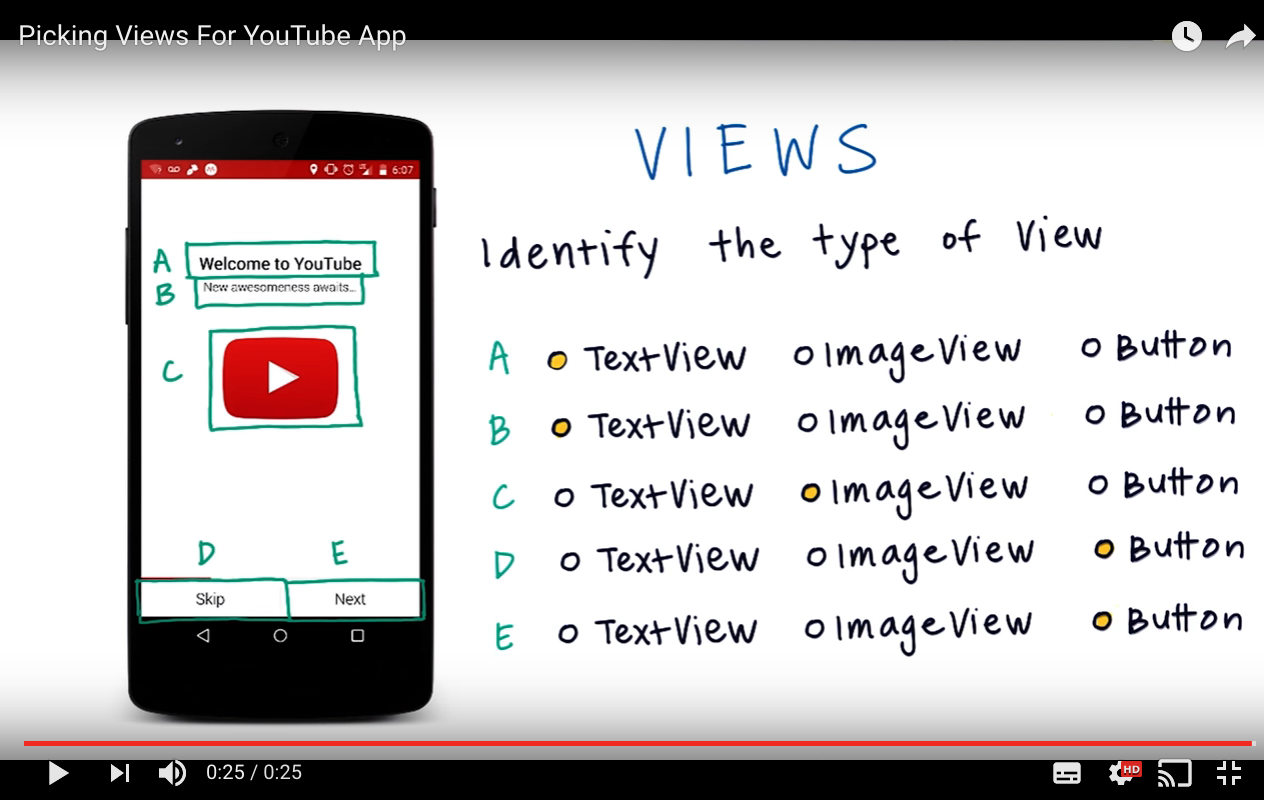 Picking Views For YouTube App
6:07
A
Welcome to YouTube
B
New awesomeness awaits...
C
D E
Skip Next
VIEWS
Identify the type of View
A TextView ImageView Button
B TextView ImageView Button
C TextView ImageView Button
D TextView ImageView Button
E TextView ImageView Button
0:25 / 0:25
HD